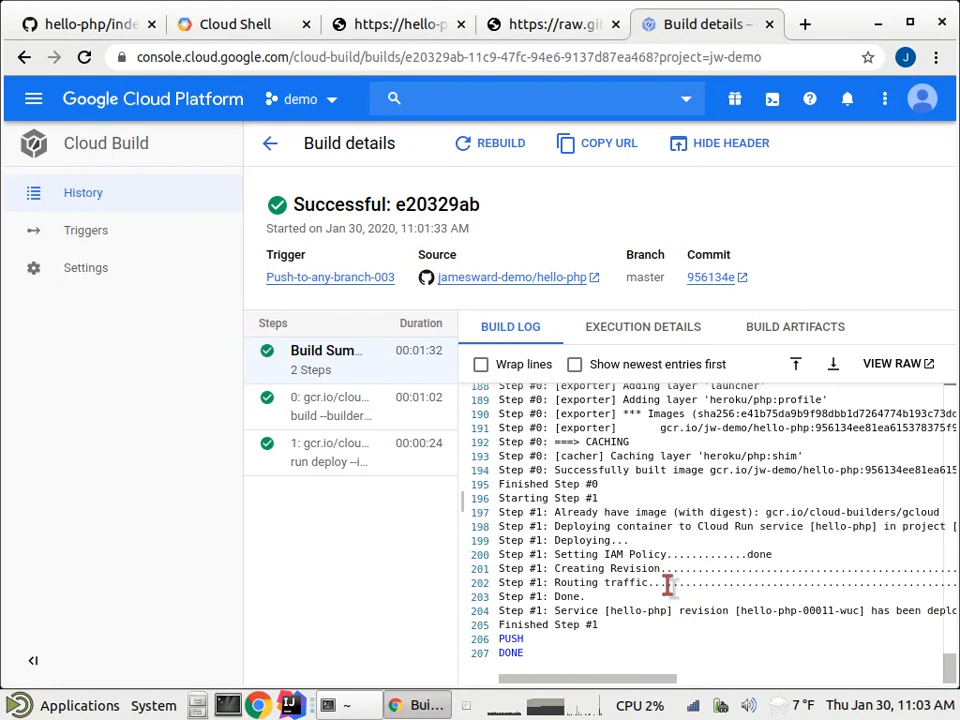 hello-php/inde
Cloud Shell
https://hello-p
https://raw.git
Build details –
console.cloud.google.com/cloud-build/builds/e20329ab-11c9-47fc-94e6-9137d87ea468?project=jw-demo
J
Google Cloud Platform
demo
Cloud Build
Build details
REBUILD
COPY URL
HIDE HEADER
History
Triggers
Settings
Successful: e20329ab
Started on Jan 30, 2020, 11:01:33 AM
Trigger
Source
Branch
Commit
Push-to-any-branch-003
jamesward-demo/hello-php
master
956134e
Steps
Duration
Build Sum...
00:01:32
2 Steps
0: gcr.io/clou...
00:01:02
build --builder...
1: gcr.io/clou...
00:00:24
run deploy --i...
BUILD LOG
EXECUTION DETAILS
BUILD ARTIFACTS
Wrap lines
Show newest entries first
VIEW RAW
188 Step #0: [exporter] Adding layer 'launcher'
189 Step #0: [exporter] Adding layer 'heroku/php:profile'
190 Step #0: [exporter] *** Images (sha256:e41b75da9b9f98dbb1d7264774b193c73dc
191 Step #0: [exporter] gcr.io/jw-demo/hello-php:956134ee81ea615378375f9
192 Step #0: ===> CACHING
193 Step #0: [cacher] Caching layer 'heroku/php:shim'
194 Step #0: Successfully built image gcr.io/jw-demo/hello-php:956134ee81ea615
195 Finished Step #0
196 Starting Step #1
197 Step #1: Already have image (with digest): gcr.io/cloud-builders/gcloud
198 Step #1: Deploying container to Cloud Run service [hello-php] in project [
199 Step #1: Deploying...
200 Step #1: Setting IAM Policy.............done
201 Step #1: Creating Revision.............................................
202 Step #1: Routing traffic...............................................
203 Step #1: Done.
204 Step #1: Service [hello-php] revision [hello-php-00011-wuc] has been deplo
205 Finished Step #1
206 PUSH
207 DONE
Applications
System
~
Bui...
CPU 2%
7 °F
Thu Jan 30, 11:03 AM